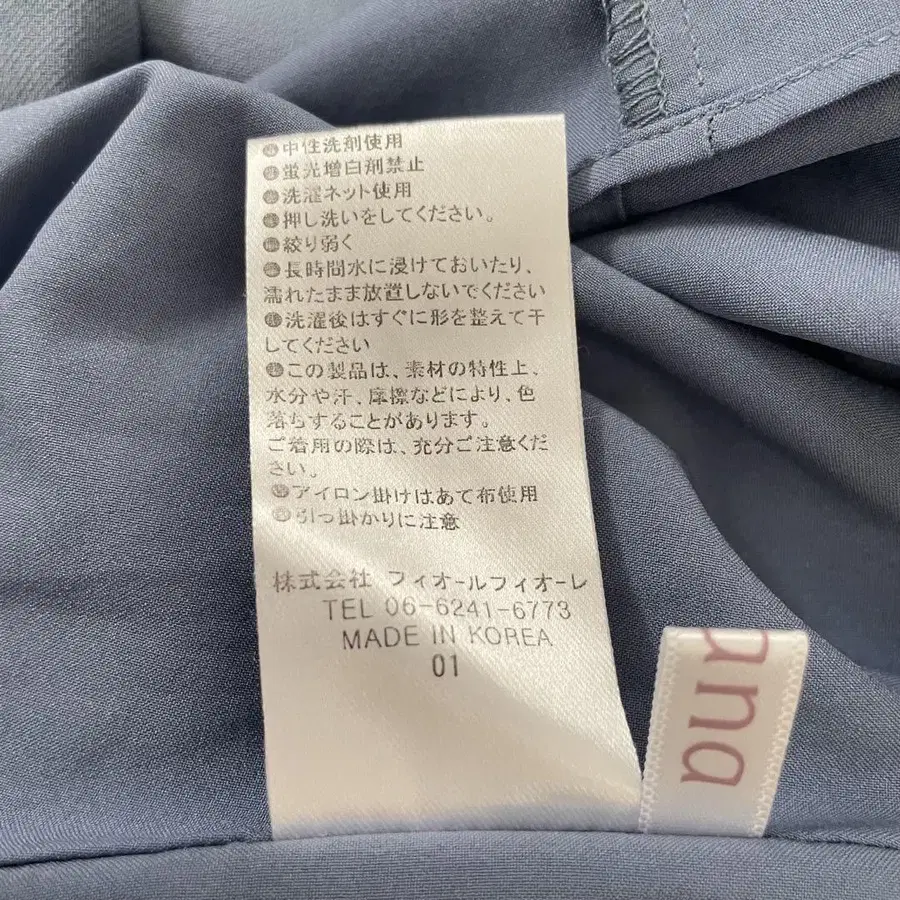 ●中性洗剤使用
●蛍光増白剤禁止
●洗濯ネット使用
●押し洗いをしてください。
●絞り弱く
●長時間水に浸けておいたり、
濡れたまま放置しないでください
●洗濯後はすぐに形を整えて干
してください
●この製品は、素材の特性上、
水分や汗、摩擦などにより、色
落ちすることがあります。
ご着用の際は、充分ご注意くだ
さい。
●アイロン掛けはあて布使用
●引っ掛かりに注意
株式会社 フィオールフィオーレ
TEL 06-6241-6773
MADE IN KOREA
01
una